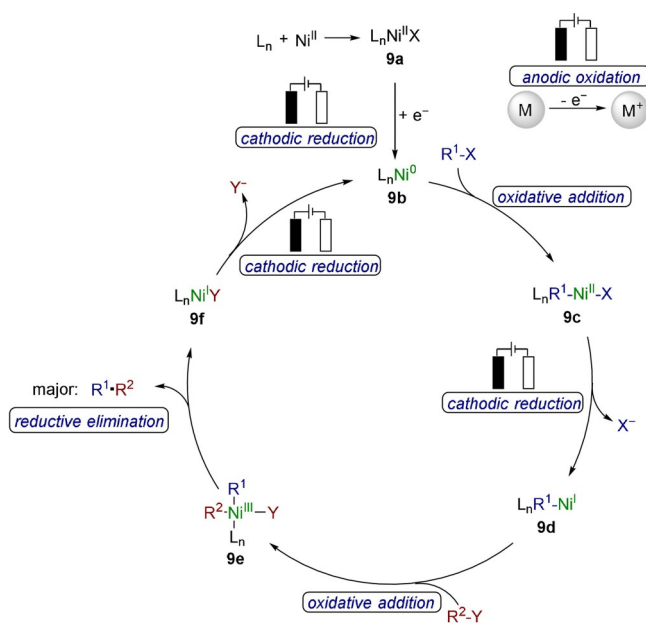 Lₙ + Niᴵᴵ LₙNiᴵᴵX
9a
cathodic reduction
+ e⁻
anodic oxidation
M - e⁻ M⁺
LₙNi⁰
9b
R¹-X
oxidative addition
Y⁻
cathodic reduction
LₙNiᴵY
9f
LₙR¹-Niᴵᴵ-X
9c
cathodic reduction
X⁻
major: R¹▪R²
reductive elimination
R¹
R²-Niᴵᴵᴵ—Y
Lₙ
9e
LₙR¹-Niᴵ
9d
oxidative addition
R²-Y